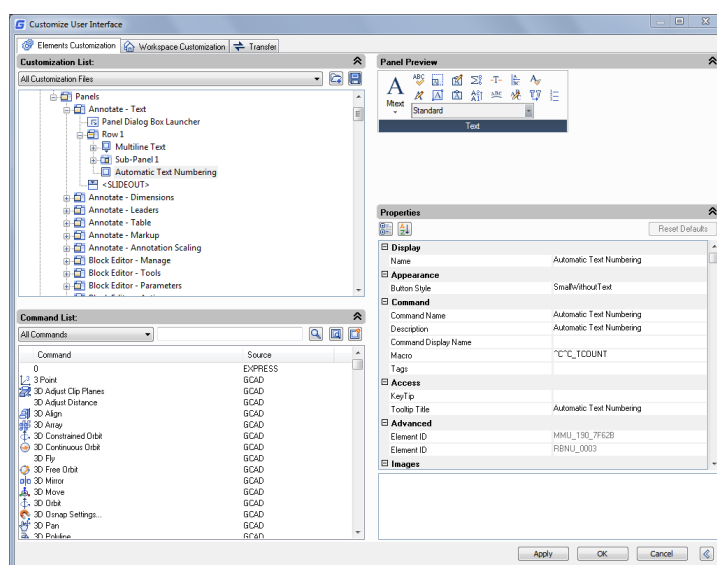 Customize User Interface
Elements Customization Workspace Customization Transfer
Customization List:
All Customization Files
Panels
Annotate - Text
Panel Dialog Box Launcher
Row 1
Multiline Text
Sub-Panel 1
Automatic Text Numbering
<SLIDEOUT>
Annotate - Dimensions
Annotate - Leaders
Annotate - Table
Annotate - Markup
Annotate - Annotation Scaling
Block Editor - Manage
Block Editor - Tools
Block Editor - Parameters
Command List:
All Commands
Command Source
0 EXPRESS
3 Point GCAD
3D Adjust Clip Planes GCAD
3D Adjust Distance GCAD
3D Align GCAD
3D Array GCAD
3D Constrained Orbit GCAD
3D Continuous Orbit GCAD
3D Fly GCAD
3D Free Orbit GCAD
3D Mirror GCAD
3D Move GCAD
3D Orbit GCAD
3D Osnap Settings... GCAD
3D Pan GCAD
3D Polyline GCAD
Panel Preview
Mtext
Standard
Text
Properties
Reset Defaults
Display
Name Automatic Text Numbering
Appearance
Button Style SmallWithoutText
Command
Command Name Automatic Text Numbering
Description Automatic Text Numbering
Command Display Name
Macro ^C^C_TCOUNT
Tags
Access
KeyTip
Tooltip Title Automatic Text Numbering
Advanced
Element ID MMU_190_7F62B
Element ID RBNU_0003
Images
Apply OK Cancel